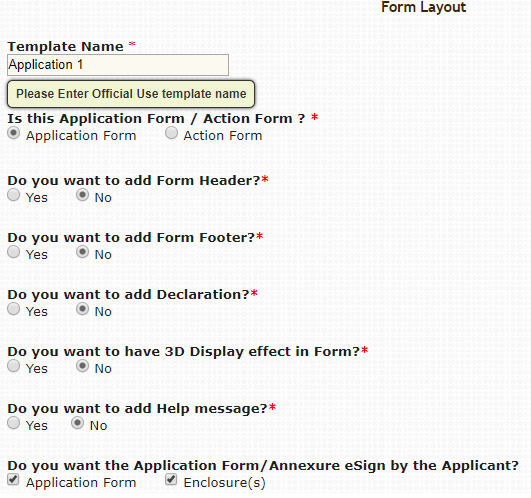 Form Layout
Template Name *
Application 1
Please Enter Official Use template name
Is this Application Form / Action Form ? *
Application Form Action Form
Do you want to add Form Header?*
Yes No
Do you want to add Form Footer?*
Yes No
Do you want to add Declaration?*
Yes No
Do you want to have 3D Display effect in Form?*
Yes No
Do you want to add Help message?*
Yes No
Do you want the Application Form/Annexure eSign by the Applicant?
Application Form Enclosure(s)